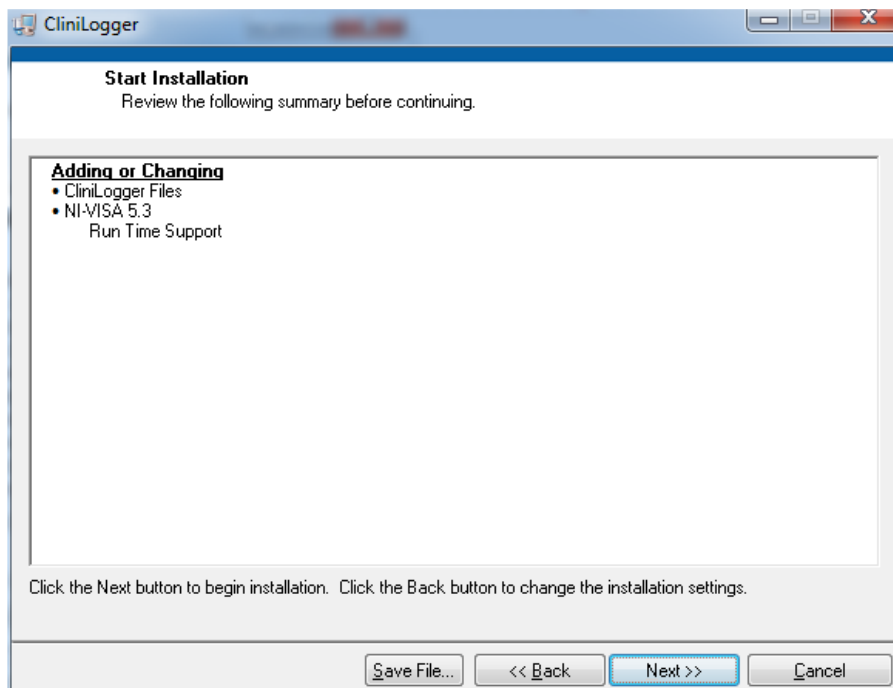 CliniLogger
Start Installation
Review the following summary before continuing.
Adding or Changing
• CliniLogger Files
• NI-VISA 5.3
Run Time Support
Click the Next button to begin installation.  Click the Back button to change the installation settings.
Save File...
<< Back
Next >>
Cancel